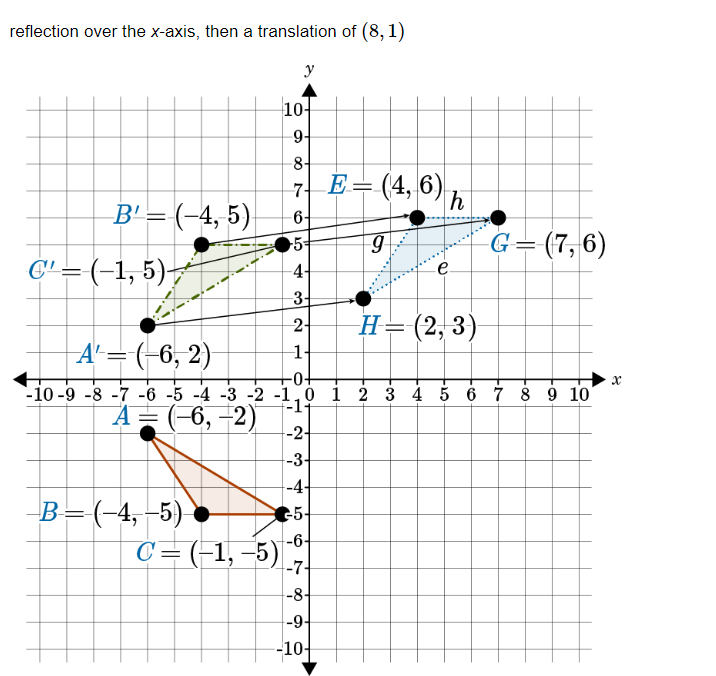 reflection over the x-axis, then a translation of (8, 1)
y
10
9
8
7
E = (4, 6)
h
B′ = (−4, 5)
6
5
g
G = (7, 6)
C′ = (−1, 5)
4
e
3
2
H = (2, 3)
A′ = (−6, 2)
1
0
x
-10 -9 -8 -7 -6 -5 -4 -3 -2 -1 0 1 2 3 4 5 6 7 8 9 10
-1
A = (−6, −2)
-2
-3
-4
B = (−4, −5)
-5
C = (−1, −5)
-6
-7
-8
-9
-10